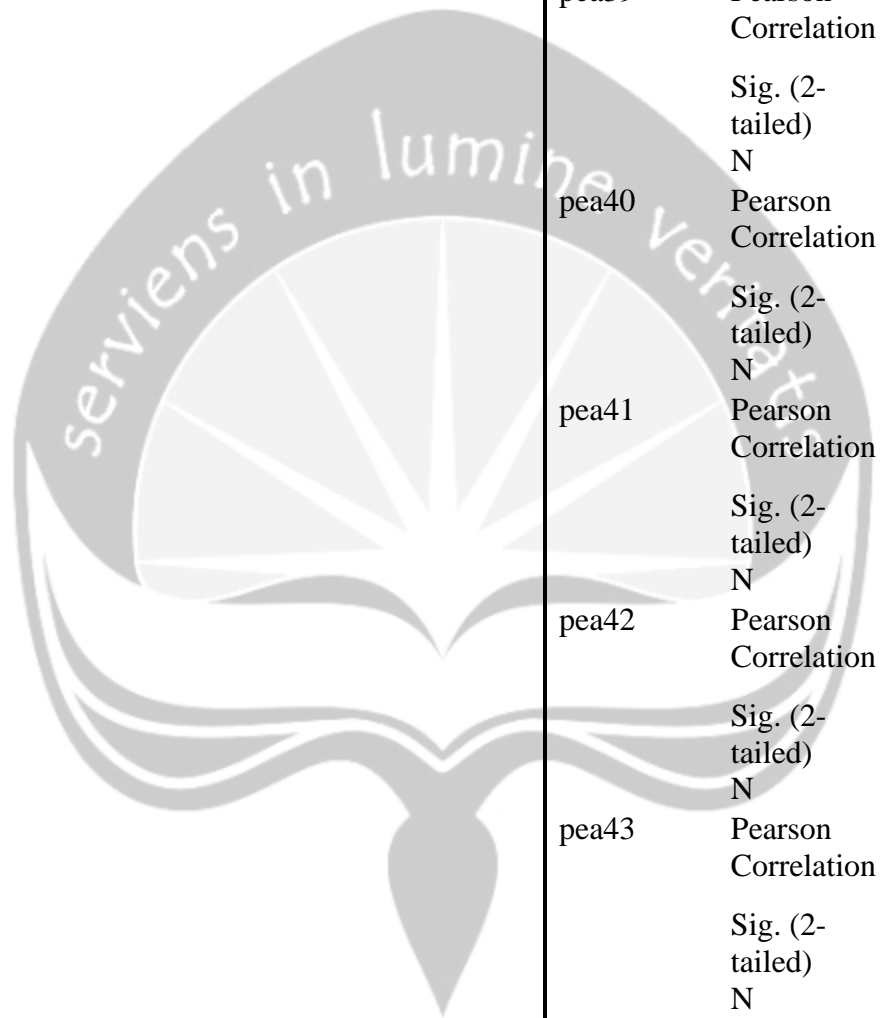 pea39 Pearson
Correlation
Sig. (2-
tailed)
N
pea40 Pearson
Correlation
Sig. (2-
tailed)
N
pea41 Pearson
Correlation
Sig. (2-
tailed)
N
pea42 Pearson
Correlation
Sig. (2-
tailed)
N
pea43 Pearson
Correlation
Sig. (2-
tailed)
N
serviens in lumine veritatis